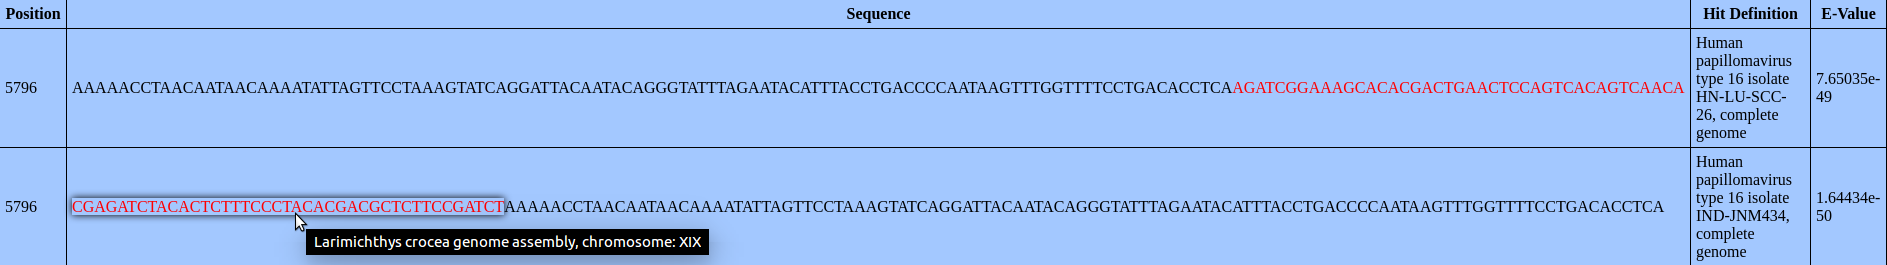 Position Sequence Hit Definition E-Value
Human
papillomavirus
type 16 isolate
5796 AAAAACCTAACAATAACAAAATATTAGTTCCTAAAGTATCAGGATTACAATACAGGGTATTTAGAATACATTTACCTGACCCCAATAAGTTTGGTTTTCCTGACACCTCAAGATCGGAAAGCACACGACTGAACTCCAGTCACAGTCAACA 7.65035e-
HN-LU-SCC- 49
26, complete
genome
Human
papillomavirus
type 16 isolate
5796 CGAGATCTACACTCTTTCCCTACACGACGCTCTTCCGATCTAAAAACCTAACAATAACAAAATATTAGTTCCTAAAGTATCAGGATTACAATACAGGGTATTTAGAATACATTTACCTGACCCCAATAAGTTTGGTTTTCCTGACACCTCA 1.64434e-
IND-JNM434, 50
complete
genome
Larimichthys crocea genome assembly, chromosome: XIX